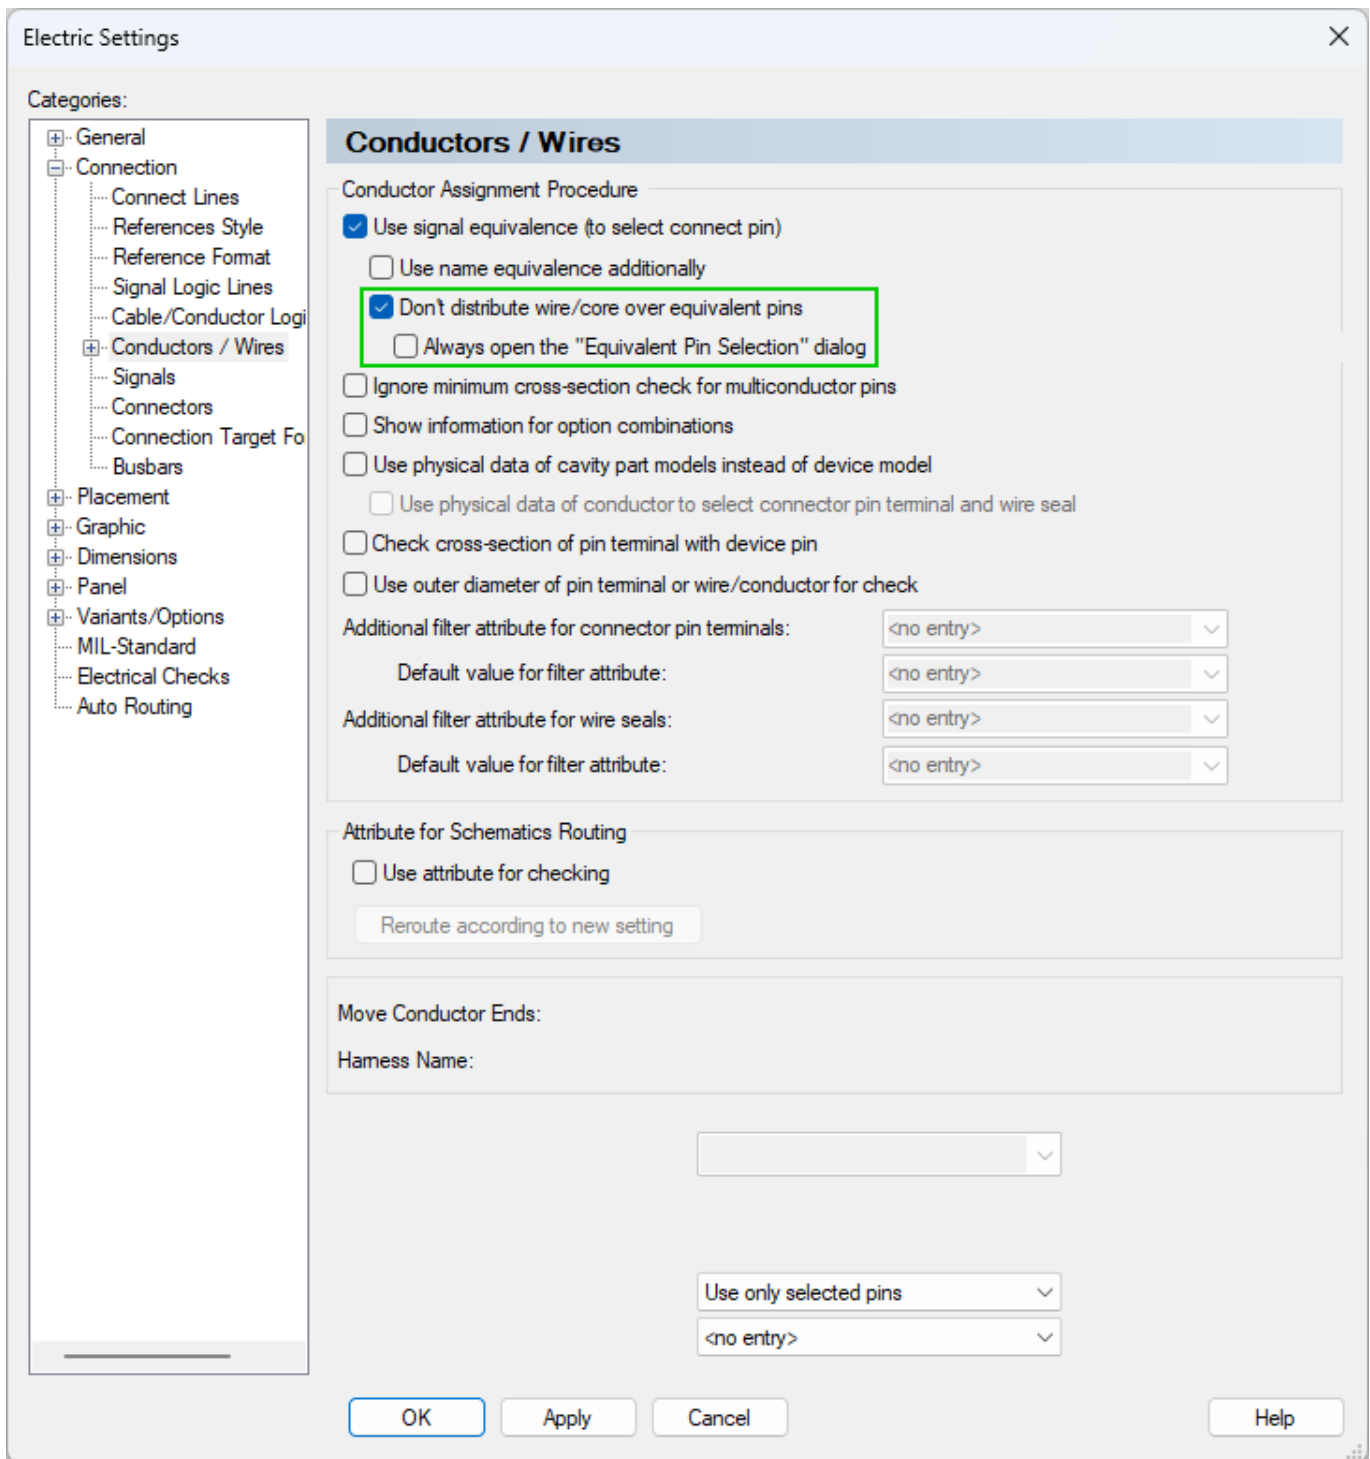 Electric Settings
Categories:
General
Connection
Connect Lines
References Style
Reference Format
Signal Logic Lines
Cable/Conductor Logi
Conductors / Wires
Signals
Connectors
Connection Target Fo
Busbars
Placement
Graphic
Dimensions
Panel
Variants/Options
MIL-Standard
Electrical Checks
Auto Routing
Conductors / Wires
Conductor Assignment Procedure
Use signal equivalence (to select connect pin)
Use name equivalence additionally
Don't distribute wire/core over equivalent pins
Always open the "Equivalent Pin Selection" dialog
Ignore minimum cross-section check for multiconductor pins
Show information for option combinations
Use physical data of cavity part models instead of device model
Use physical data of conductor to select connector pin terminal and wire seal
Check cross-section of pin terminal with device pin
Use outer diameter of pin terminal or wire/conductor for check
Additional filter attribute for connector pin terminals: <no entry>
Default value for filter attribute: <no entry>
Additional filter attribute for wire seals: <no entry>
Default value for filter attribute: <no entry>
Attribute for Schematics Routing
Use attribute for checking
Reroute according to new setting
Move Conductor Ends:
Harness Name:
Use only selected pins
<no entry>
OK Apply Cancel Help